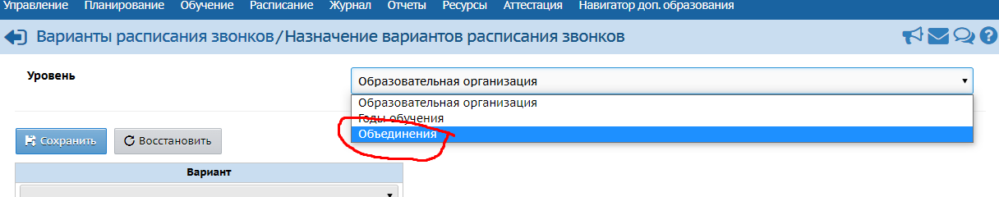 Управление Планирование Обучение Расписание Журнал Отчеты Ресурсы Аттестация Навигатор доп. образования
Варианты расписания звонков/Назначение вариантов расписания звонков
Уровень
Образовательная организация
Образовательная организация
Годы обучения
Объединения
Сохранить Восстановить
Вариант